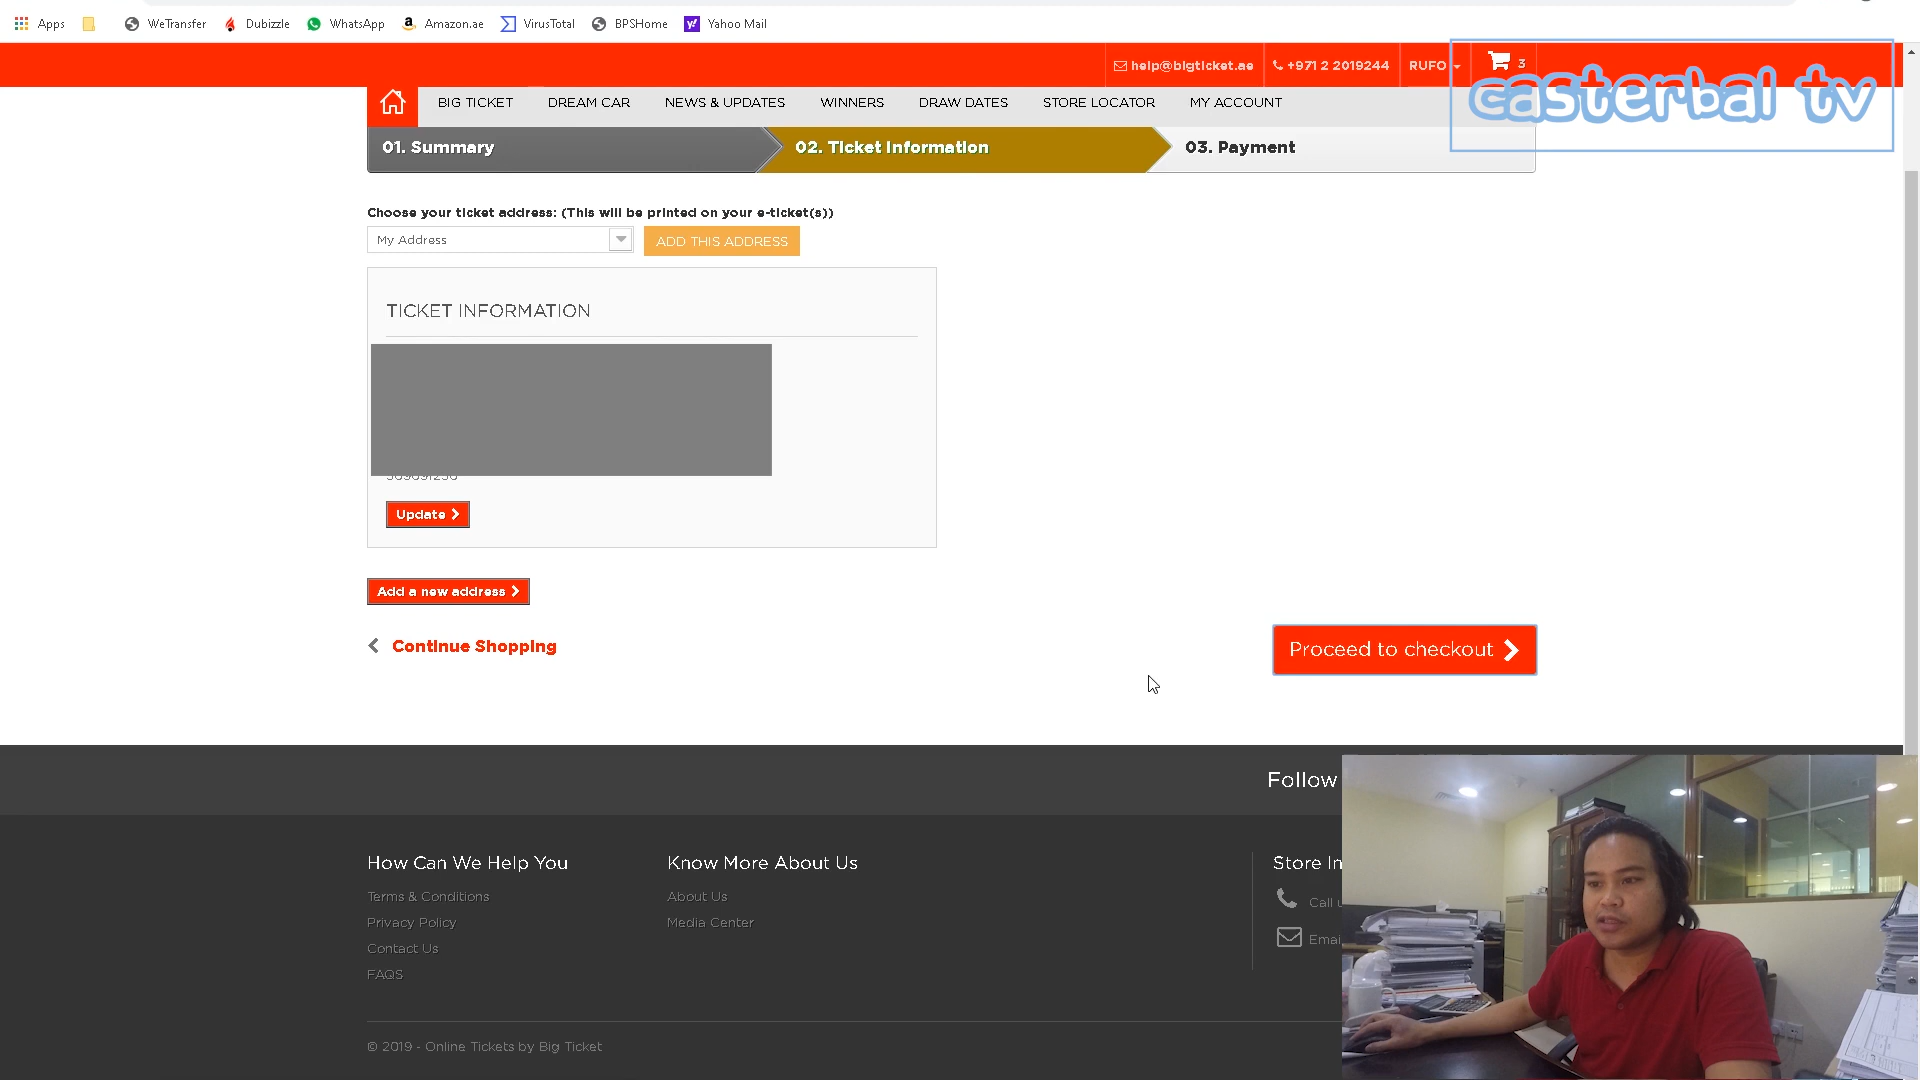 Apps
WeTransfer
Dubizzle
WhatsApp
Amazon.ae
VirusTotal
BPSHome
Yahoo Mail
help@bigticket.ae
+971 2 2019244
RUFO
3
casterbal tv
BIG TICKET
DREAM CAR
NEWS & UPDATES
WINNERS
DRAW DATES
STORE LOCATOR
MY ACCOUNT
01. Summary
02. Ticket Information
03. Payment
Choose your ticket address: (This will be printed on your e-ticket(s))
My Address
ADD THIS ADDRESS
TICKET INFORMATION
Update
Add a new address
Continue Shopping
Proceed to checkout
Follow
How Can We Help You
Terms & Conditions
Privacy Policy
Contact Us
FAQS
Know More About Us
About Us
Media Center
Store In
Call u
Emai
© 2019 - Online Tickets by Big Ticket